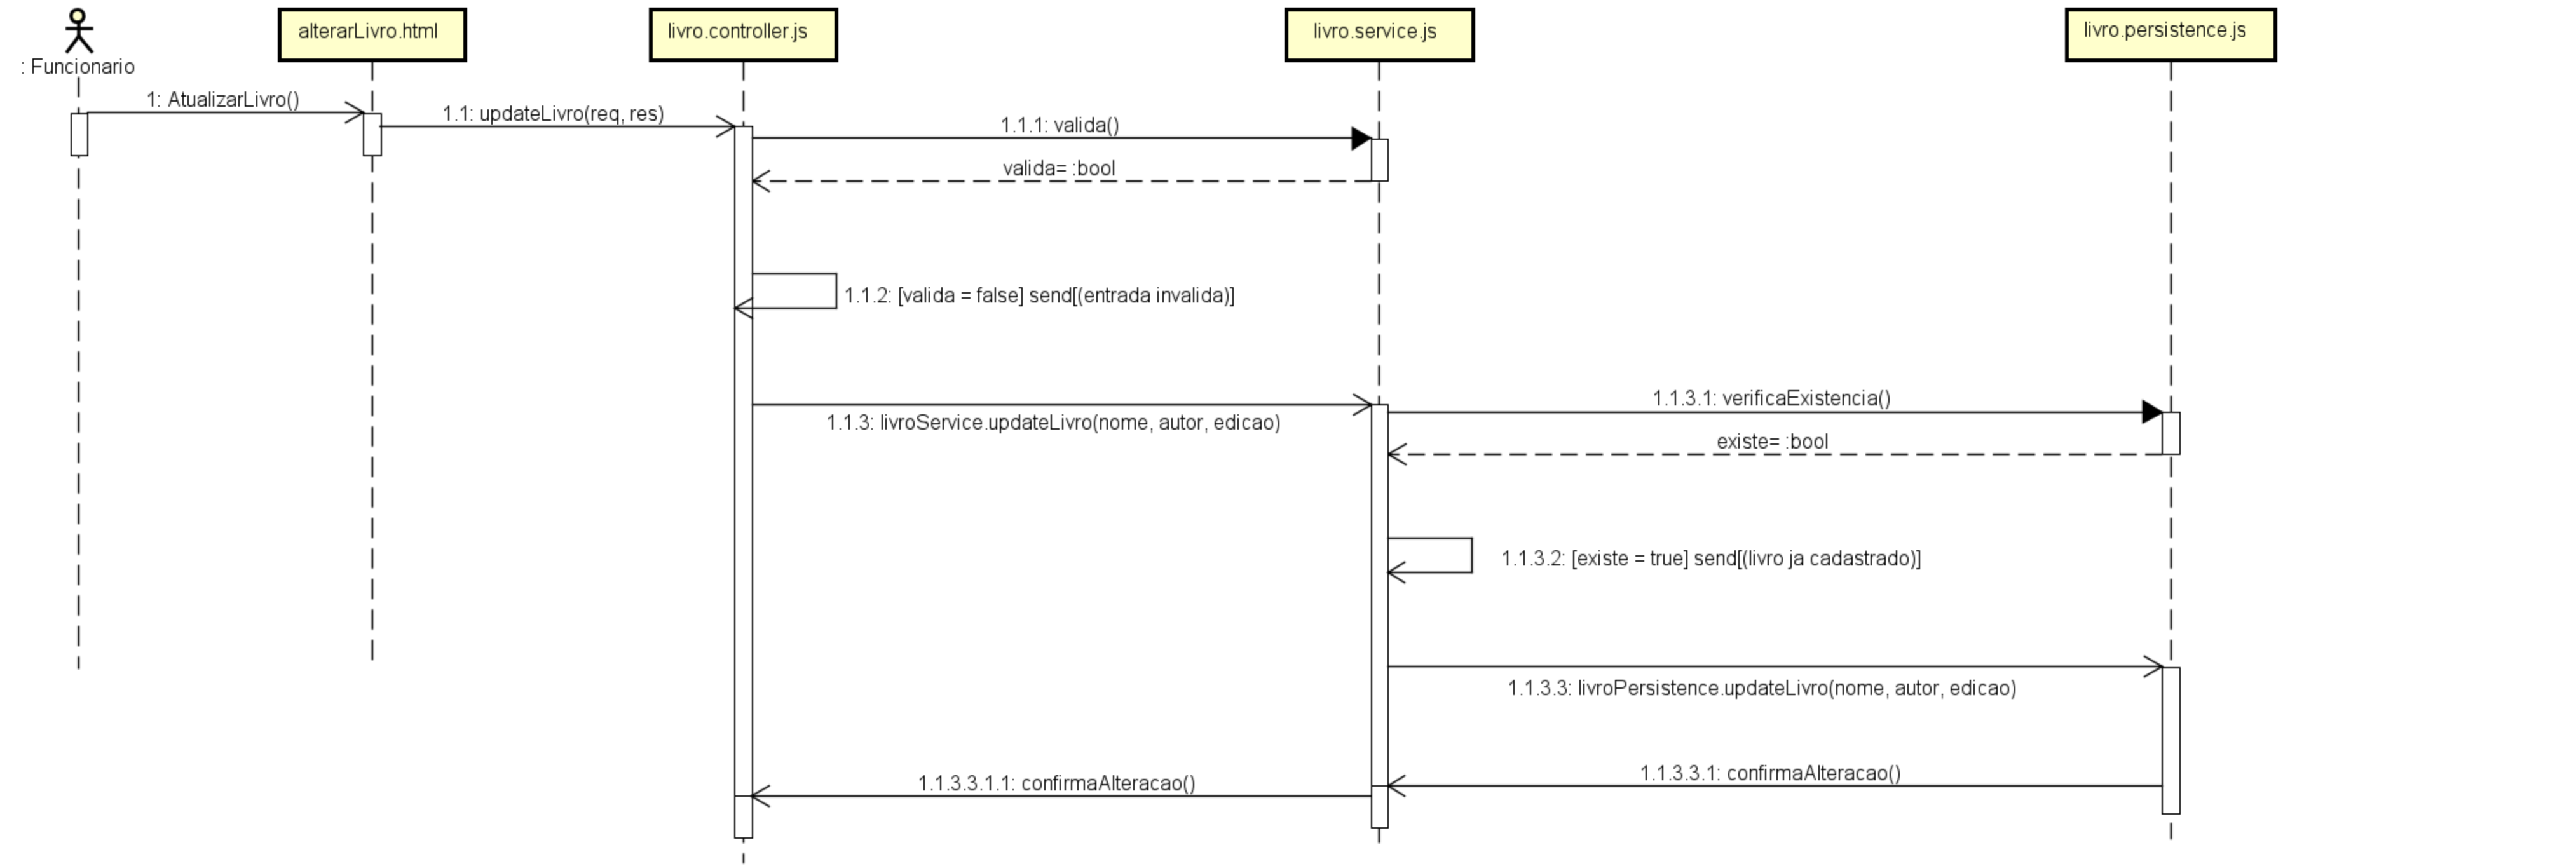 : Funcionario
alterarLivro.html
livro.controller.js
livro.service.js
livro.persistence.js
1: AtualizarLivro()
1.1: updateLivro(req, res)
1.1.1: valida()
valida= :bool
1.1.2: [valida = false] send[(entrada invalida)]
1.1.3: livroService.updateLivro(nome, autor, edicao)
1.1.3.1: verificaExistencia()
existe= :bool
1.1.3.2: [existe = true] send[(livro ja cadastrado)]
1.1.3.3: livroPersistence.updateLivro(nome, autor, edicao)
1.1.3.3.1: confirmaAlteracao()
1.1.3.3.1.1: confirmaAlteracao()